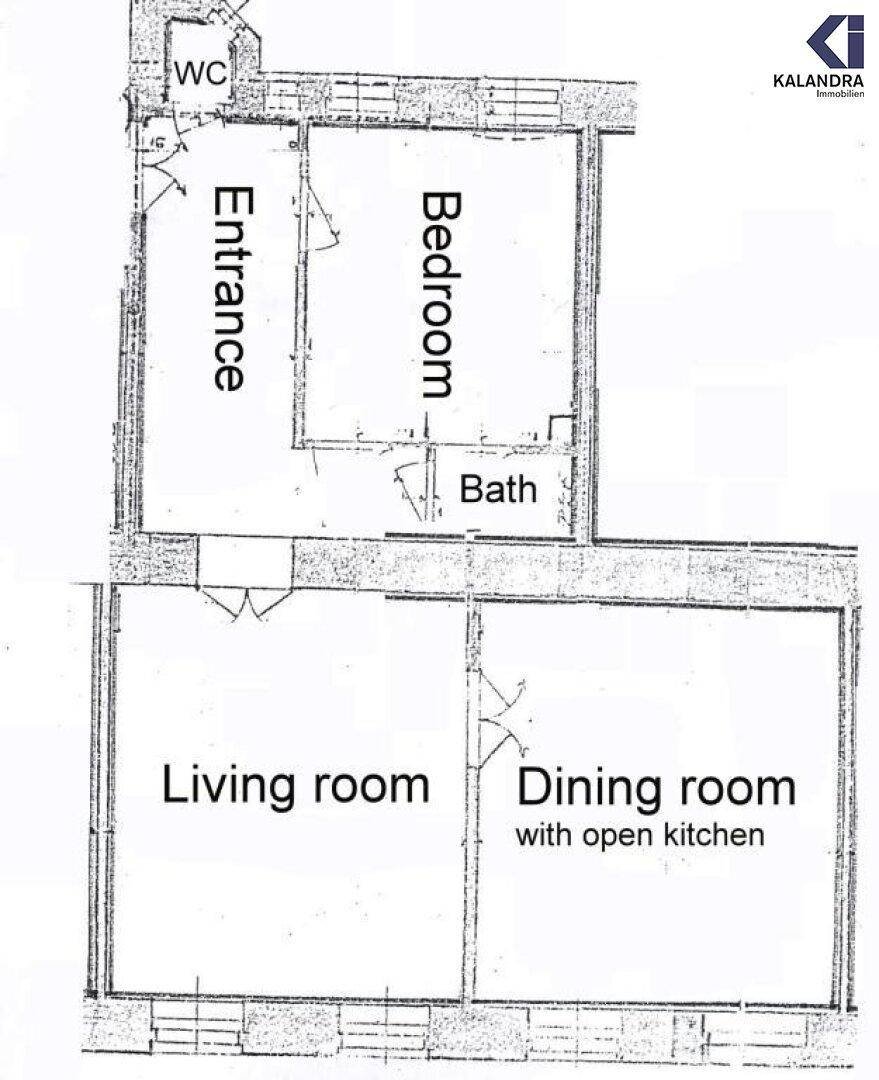 KALANDRA
Immobilien
WC
Entrance
Bedroom
Bath
Living room
Dining room
with open kitchen